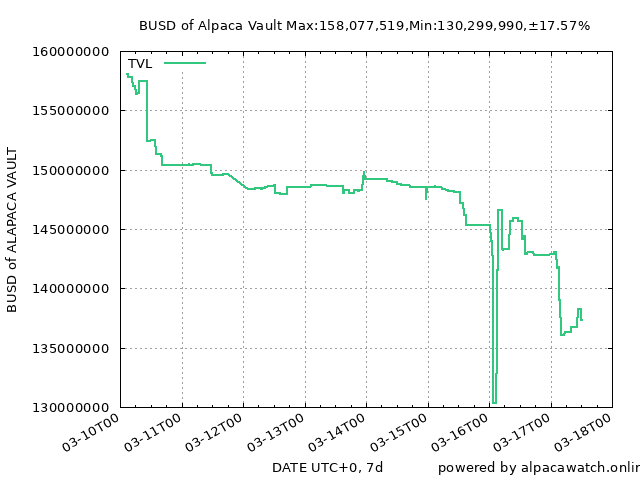 BUSD of Alpaca Vault Max:158,077,519,Min:130,299,990,±17.57%
TVL
160000000
155000000
150000000
145000000
140000000
135000000
130000000
BUSD of ALAPACA VAULT
03-10T00
03-11T00
03-12T00
03-13T00
03-14T00
03-15T00
03-16T00
03-17T00
03-18T00
DATE UTC+0, 7d
powered by alpacawatch.onlin